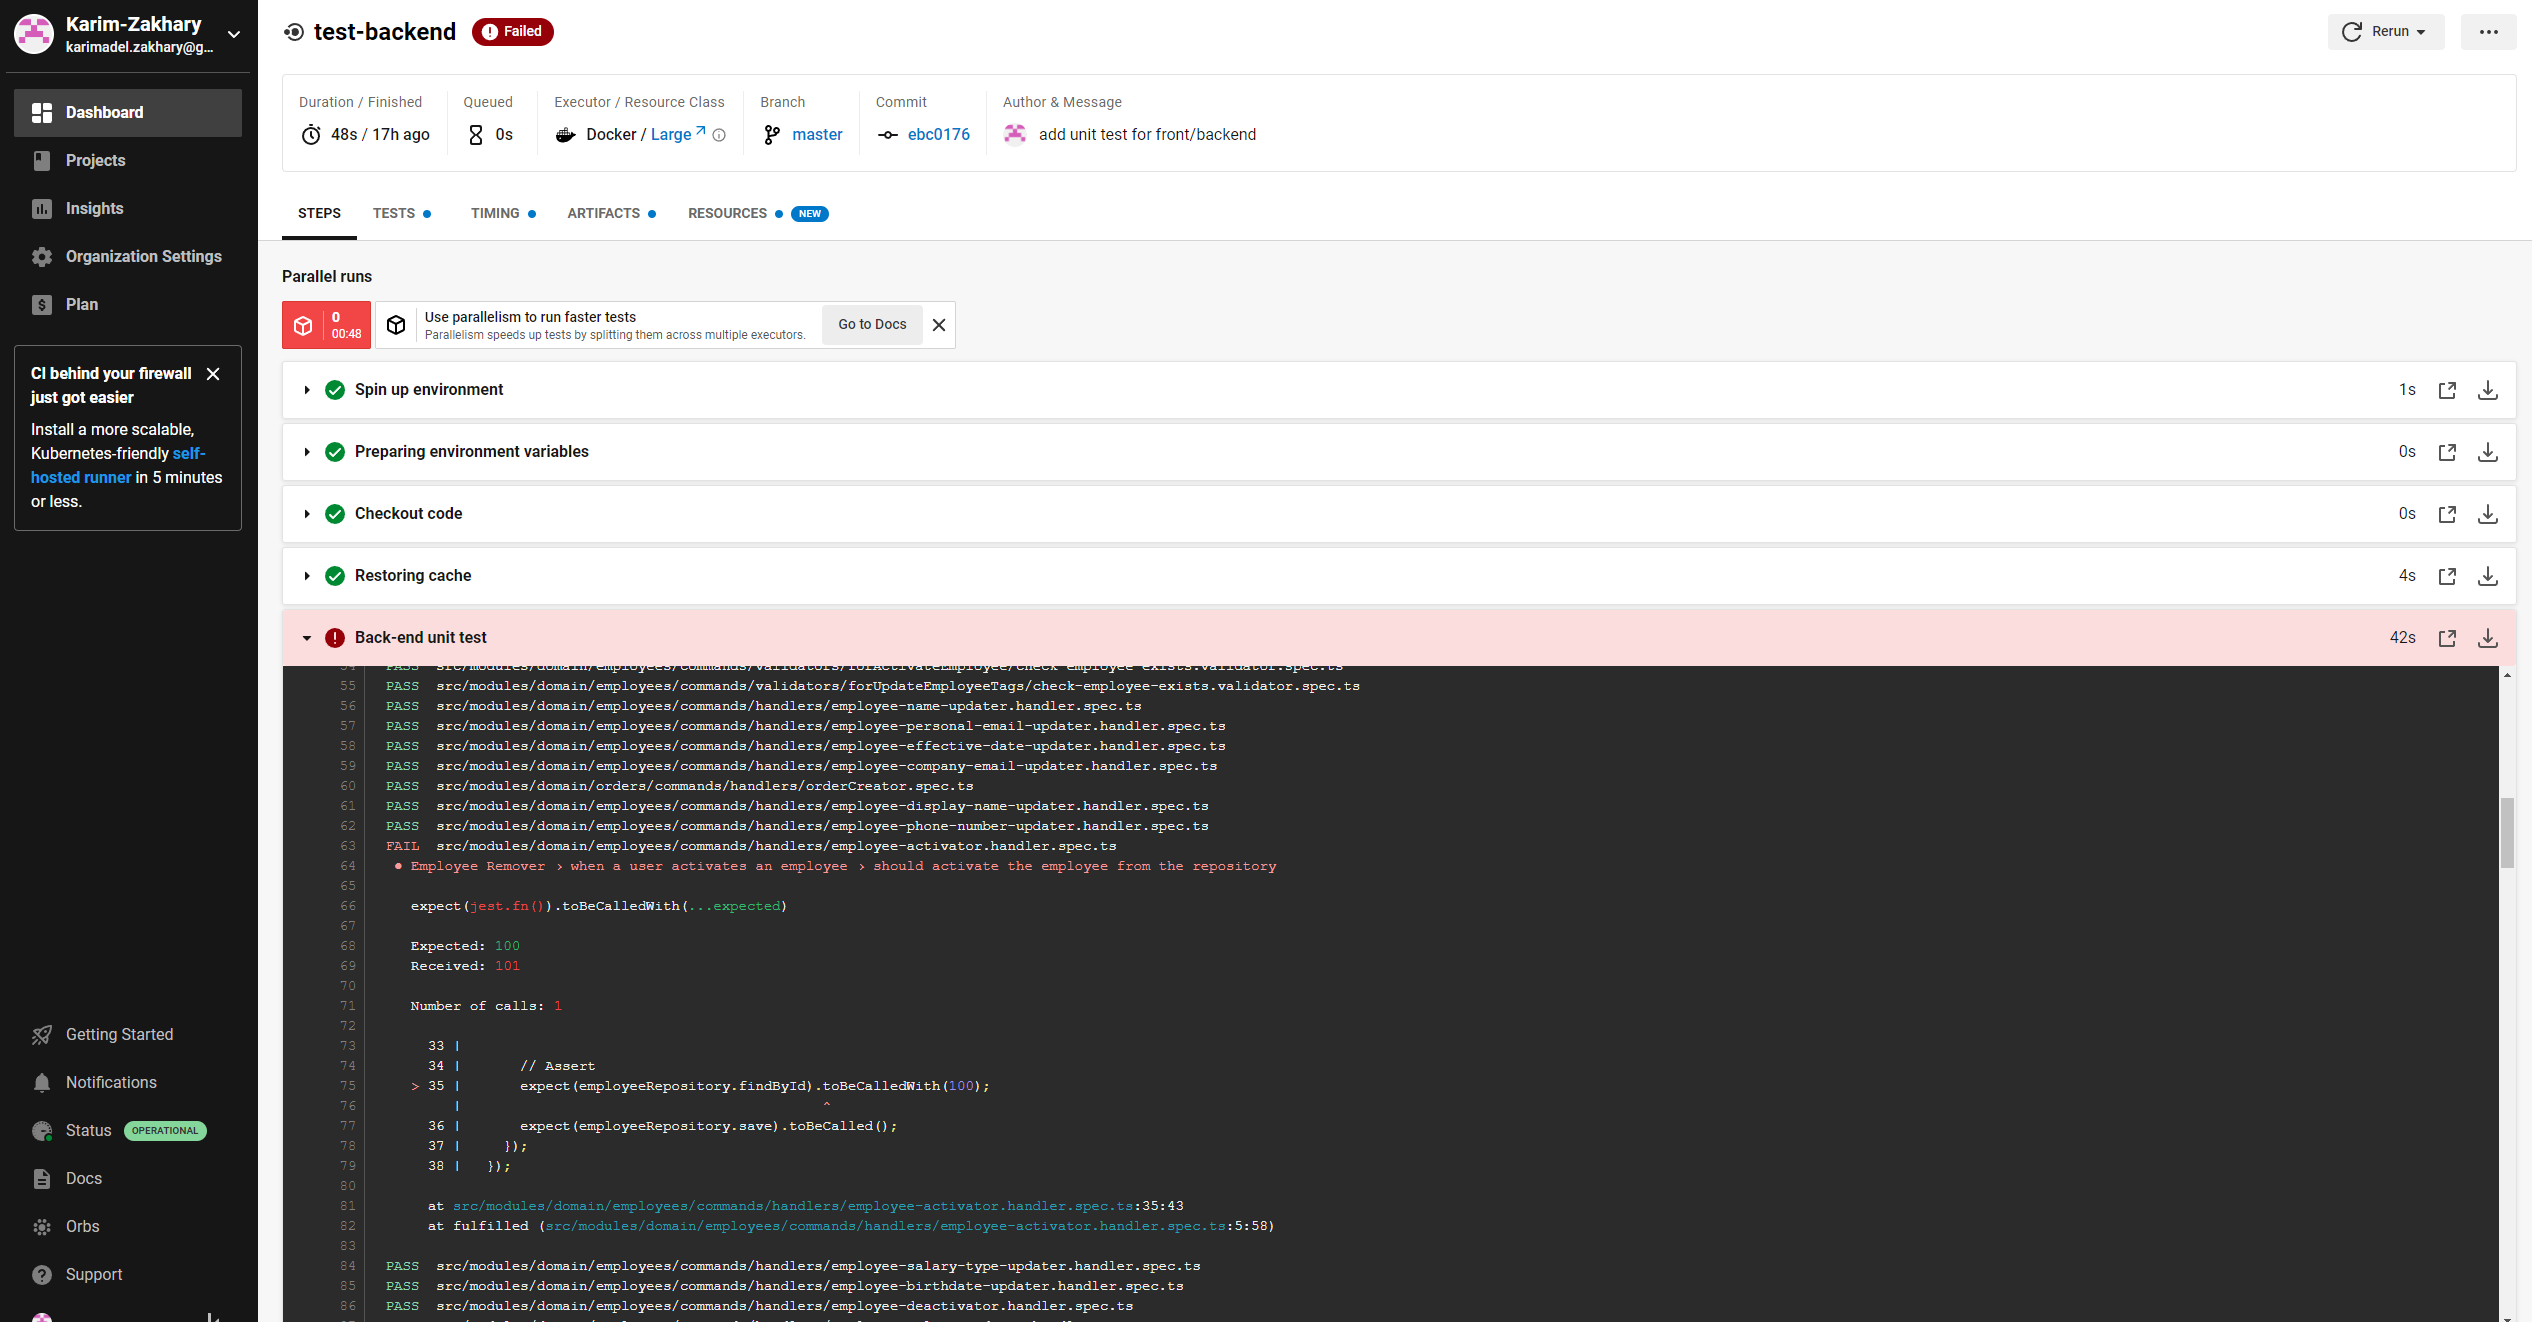 Karim-Zakhary
karimadel.zakhary@g...
Dashboard
Projects
Insights
Organization Settings
Plan
CI behind your firewall
just got easier
Install a more scalable,
Kubernetes-friendly self-
hosted runner in 5 minutes
or less.
Getting Started
Notifications
Status OPERATIONAL
Docs
Orbs
Support
test-backend Failed
Rerun
Duration / Finished
48s / 17h ago
Queued
0s
Executor / Resource Class
Docker / Large
Branch
master
Commit
ebc0176
Author & Message
add unit test for front/backend
STEPS TESTS TIMING ARTIFACTS RESOURCES NEW
Parallel runs
0
00:48
Use parallelism to run faster tests
Parallelism speeds up tests by splitting them across multiple executors.
Go to Docs
Spin up environment 1s
Preparing environment variables 0s
Checkout code 0s
Restoring cache 4s
Back-end unit test 42s
54 PASS src/modules/domain/employees/commands/validators/forActivateEmployee/check-employee-exists.validator.spec.ts
55 PASS src/modules/domain/employees/commands/validators/forUpdateEmployeeTags/check-employee-exists.validator.spec.ts
56 PASS src/modules/domain/employees/commands/handlers/employee-name-updater.handler.spec.ts
57 PASS src/modules/domain/employees/commands/handlers/employee-personal-email-updater.handler.spec.ts
58 PASS src/modules/domain/employees/commands/handlers/employee-effective-date-updater.handler.spec.ts
59 PASS src/modules/domain/employees/commands/handlers/employee-company-email-updater.handler.spec.ts
60 PASS src/modules/domain/orders/commands/handlers/orderCreator.spec.ts
61 PASS src/modules/domain/employees/commands/handlers/employee-display-name-updater.handler.spec.ts
62 PASS src/modules/domain/employees/commands/handlers/employee-phone-number-updater.handler.spec.ts
63 FAIL src/modules/domain/employees/commands/handlers/employee-activator.handler.spec.ts
64 ● Employee Remover › when a user activates an employee › should activate the employee from the repository
65
66 expect(jest.fn()).toBeCalledWith(...expected)
67
68 Expected: 100
69 Received: 101
70
71 Number of calls: 1
72
73 33 |
74 34 | // Assert
75 > 35 | expect(employeeRepository.findById).toBeCalledWith(100);
76 | ^
77 36 | expect(employeeRepository.save).toBeCalled();
78 37 | });
79 38 | });
80
81 at src/modules/domain/employees/commands/handlers/employee-activator.handler.spec.ts:35:43
82 at fulfilled (src/modules/domain/employees/commands/handlers/employee-activator.handler.spec.ts:5:58)
83
84 PASS src/modules/domain/employees/commands/handlers/employee-salary-type-updater.handler.spec.ts
85 PASS src/modules/domain/employees/commands/handlers/employee-birthdate-updater.handler.spec.ts
86 PASS src/modules/domain/employees/commands/handlers/employee-deactivator.handler.spec.ts